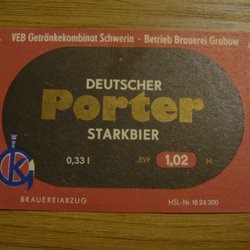 VEB Getränkekombinat Schwerin · Betrieb Brauerei Grabow
DEUTSCHER
Porter
STARKBIER
0,33 l EVP 1,02 M
BRAUEREIABZUG HSL-Nr. 18 24 300